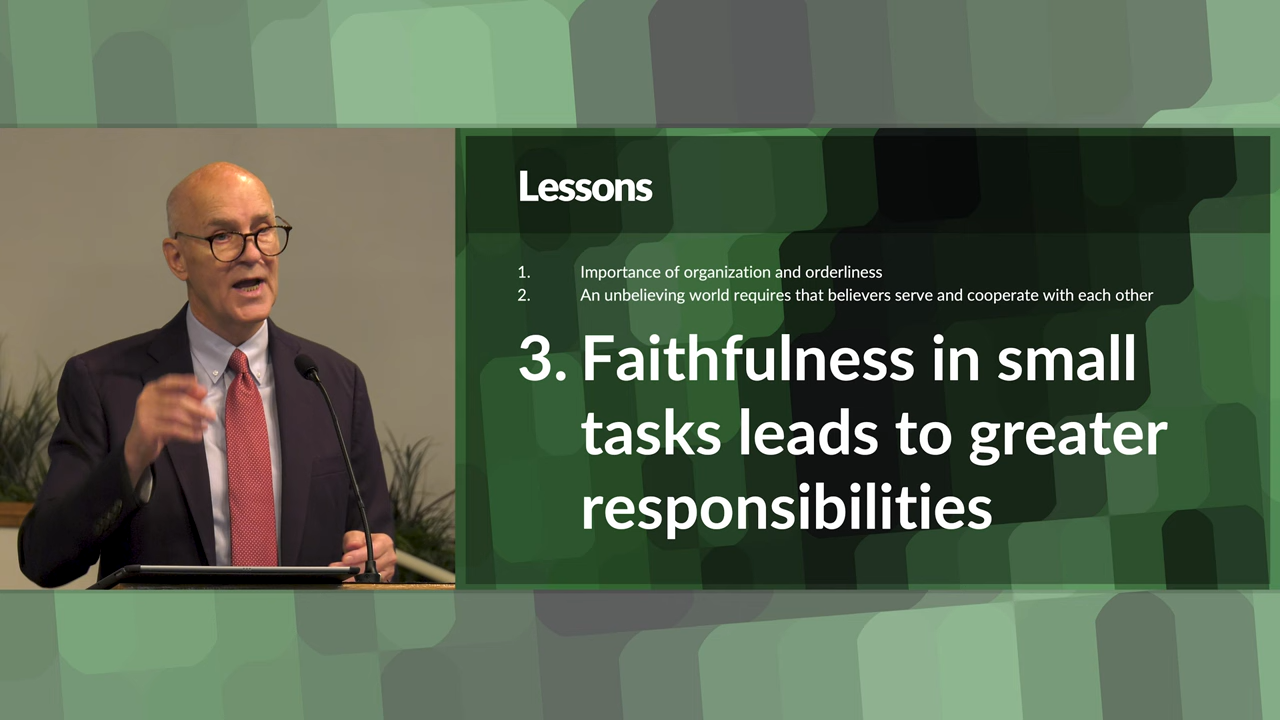 Lessons
1. Importance of organization and orderliness
2. An unbelieving world requires that believers serve and cooperate with each other
3. Faithfulness in small
tasks leads to greater
responsibilities